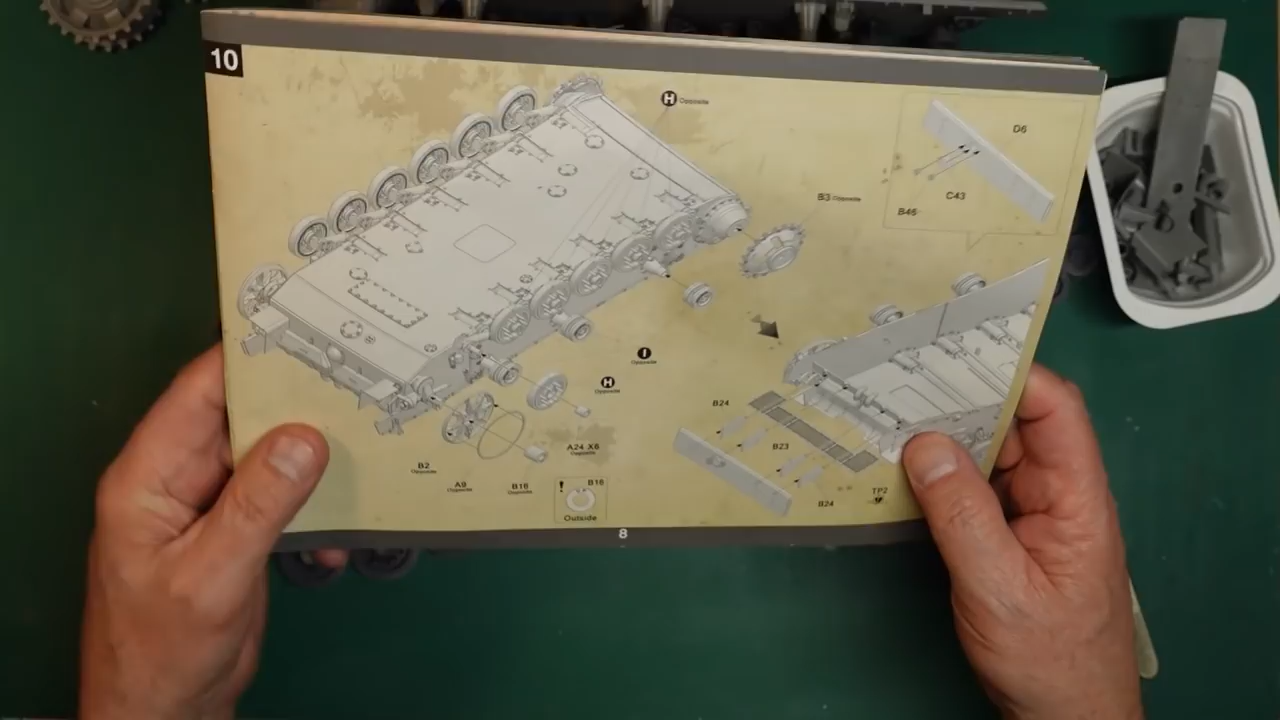 10
H Opposite
D6
C43
B46
B3 Opposite
I
Opposite
H
Opposite
B24
B23
A24 X6
Opposite
B2
Opposite
A9
Opposite
B16
Opposite
! B16
Outside
B24
TP2
8